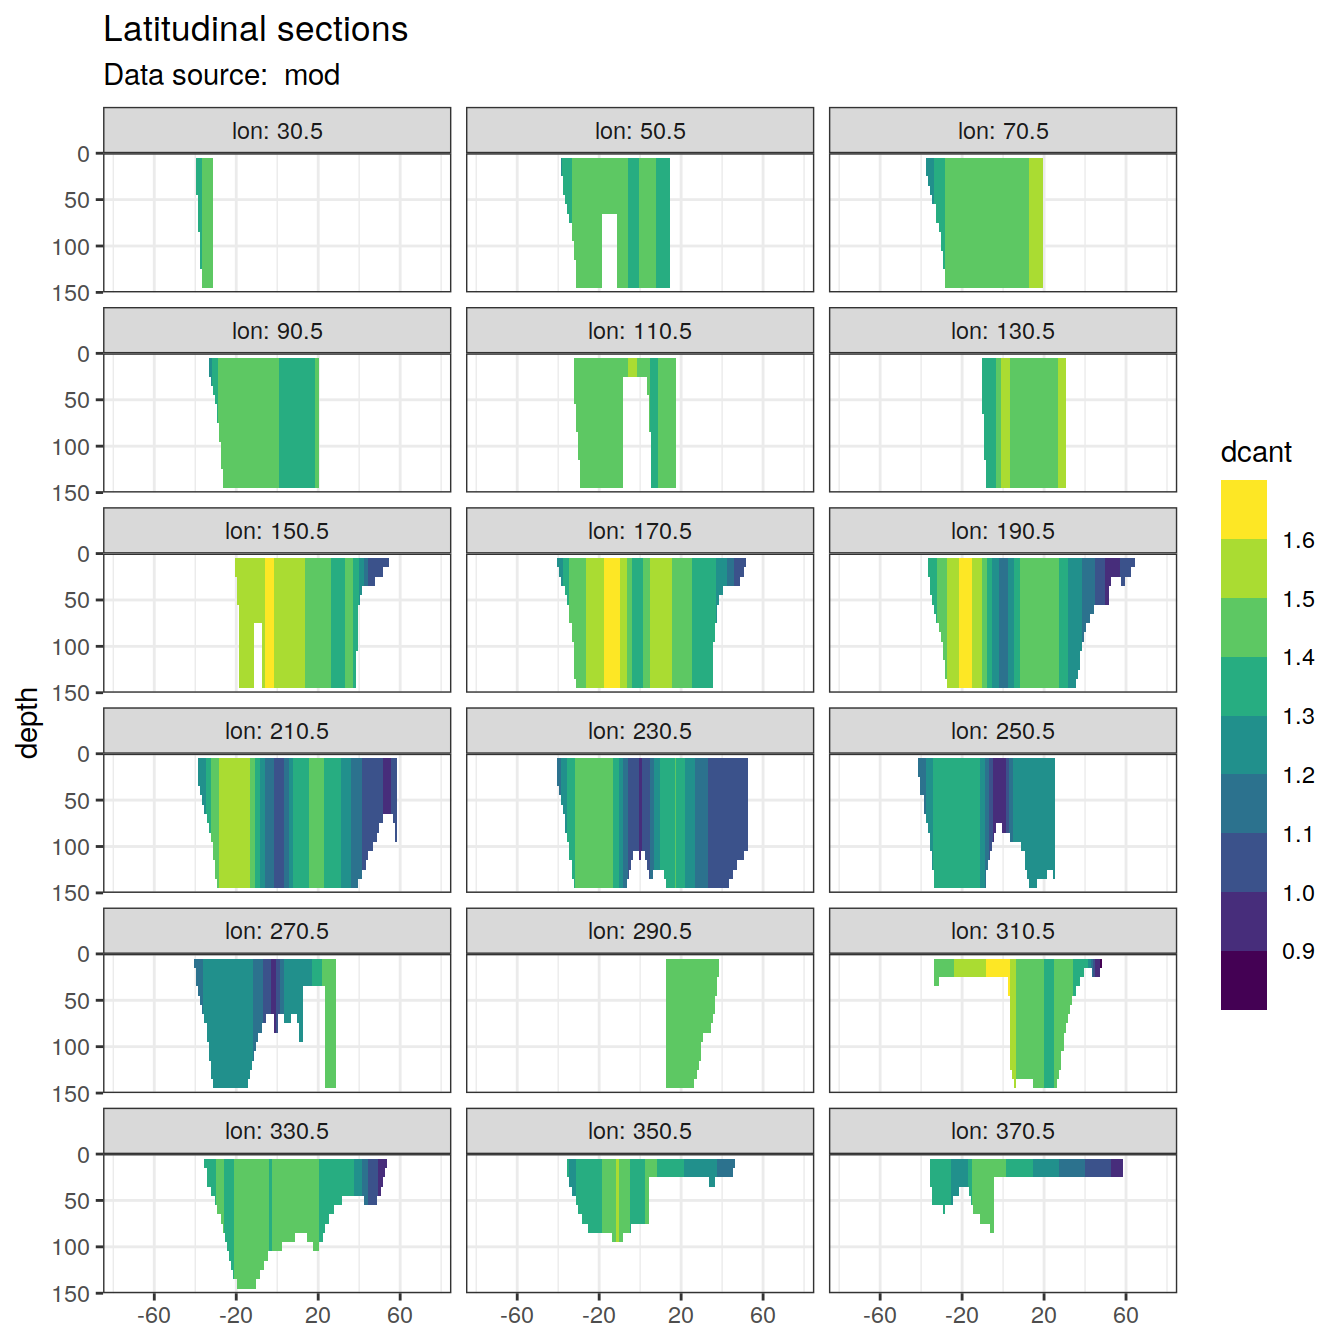 Latitudinal sections
Data source:  mod
lon: 30.5 lon: 50.5 lon: 70.5
0
50
100
150
lon: 90.5 lon: 110.5 lon: 130.5
0
50
100
150
lon: 150.5 lon: 170.5 lon: 190.5
0
50
100
150
lon: 210.5 lon: 230.5 lon: 250.5
0
50
100
150
lon: 270.5 lon: 290.5 lon: 310.5
0
50
100
150
lon: 330.5 lon: 350.5 lon: 370.5
0
50
100
150
-60 -20 20 60 -60 -20 20 60 -60 -20 20 60
depth
dcant
1.6
1.5
1.4
1.3
1.2
1.1
1.0
0.9